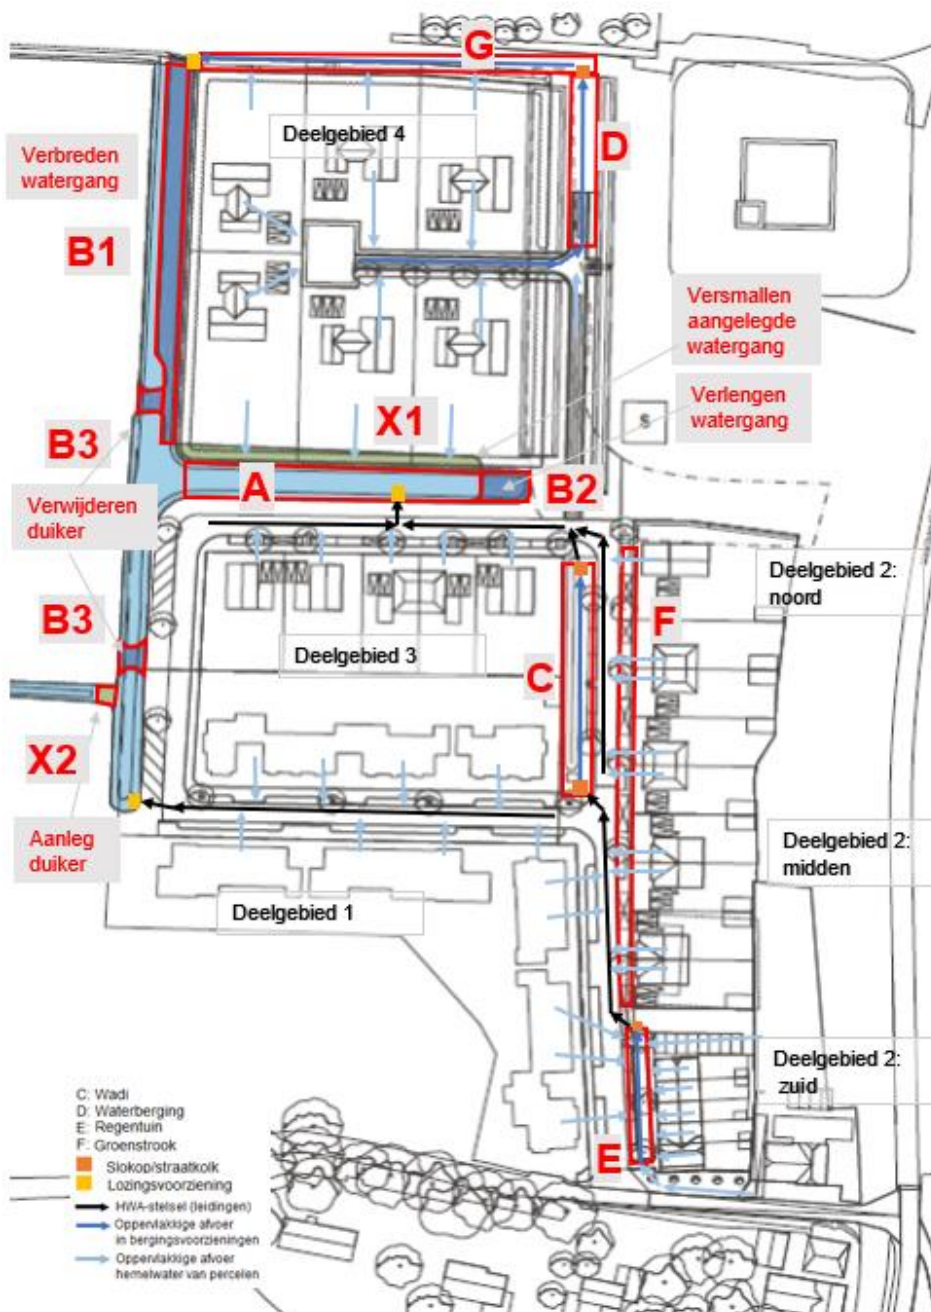 G
Deelgebied 4
D
Verbreden
watergang
B1
Versmallen
aangelegde
watergang
X1
Verlengen
watergang
S
B3
A
B2
Verwijderen
duiker
Deelgebied 2:
noord
B3
F
Deelgebied 3
C
X2
Aanleg
duiker
Deelgebied 2:
midden
Deelgebied 1
Deelgebied 2:
zuid
C: Wadi
D: Waterberging
E: Regentuin
F: Groenstrook
E
Slokop/straatkolk
Lozingsvoorziening
HWA-stelsel (leidingen)
Oppervlakkige afvoer
in bergingsvoorzieningen
Oppervlakkige afvoer
hemelwater van percelen